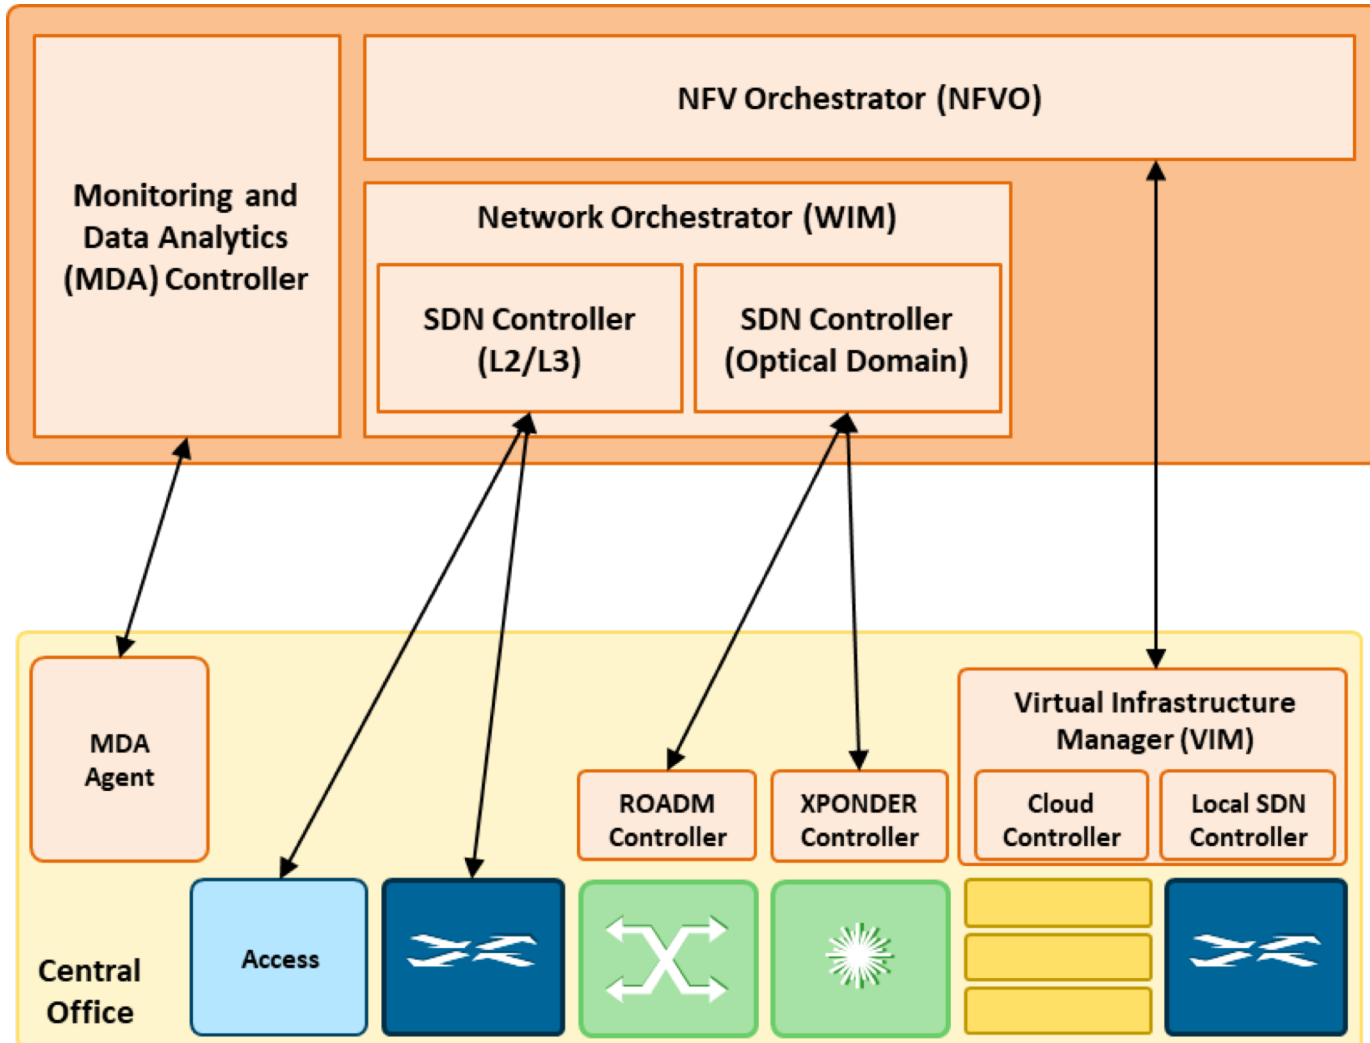 NFV Orchestrator (NFVO)
Monitoring and
Data Analytics
(MDA) Controller
Network Orchestrator (WIM)
SDN Controller
(L2/L3)
SDN Controller
(Optical Domain)
MDA
Agent
Virtual Infrastructure
Manager (VIM)
ROADM
Controller
XPONDER
Controller
Cloud
Controller
Local SDN
Controller
Access
Central
Office